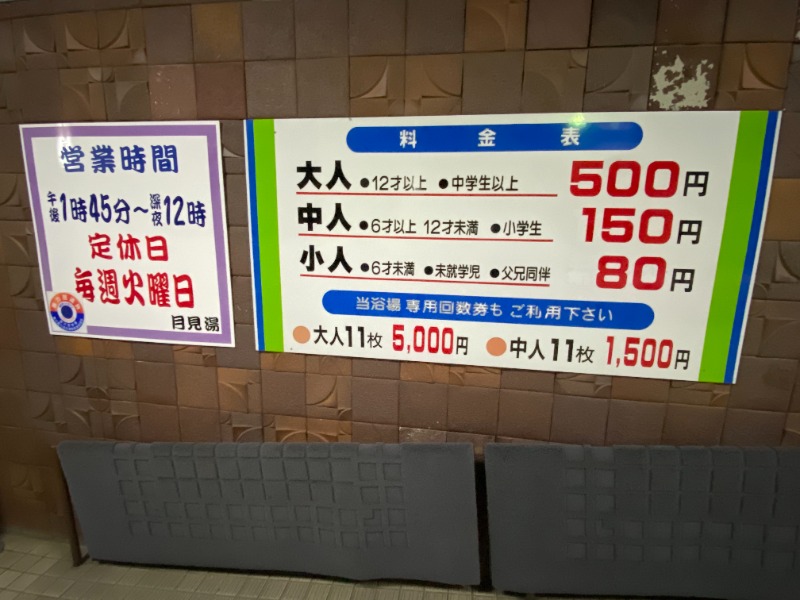 営業時間
午後1時45分～深夜12時
定休日
毎週火曜日
月見湯
料金表
大人 ●12才以上 ●中学生以上 500円
中人 ●6才以上 12才未満 ●小学生 150円
小人 ●6才未満 ●未就学児 ●父兄同伴 80円
当浴場専用回数券も ご利用下さい
●大人11枚 5,000円 ●中人11枚 1,500円